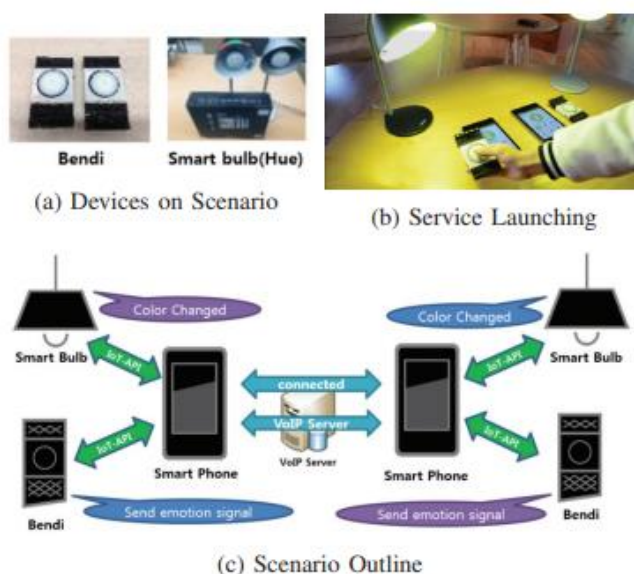 Bendi
Smart bulb(Hue)
(a) Devices on Scenario
(b) Service Launching
Color Changed
Color Changed
Smart Bulb
Smart Bulb
IoT-API
IoT-API
connected
VoIP Server
IoT-API
IoT-API
VoIP Server
Smart Phone
Smart Phone
Send emotion signal
Send emotion signal
Bendi
Bendi
(c) Scenario Outline